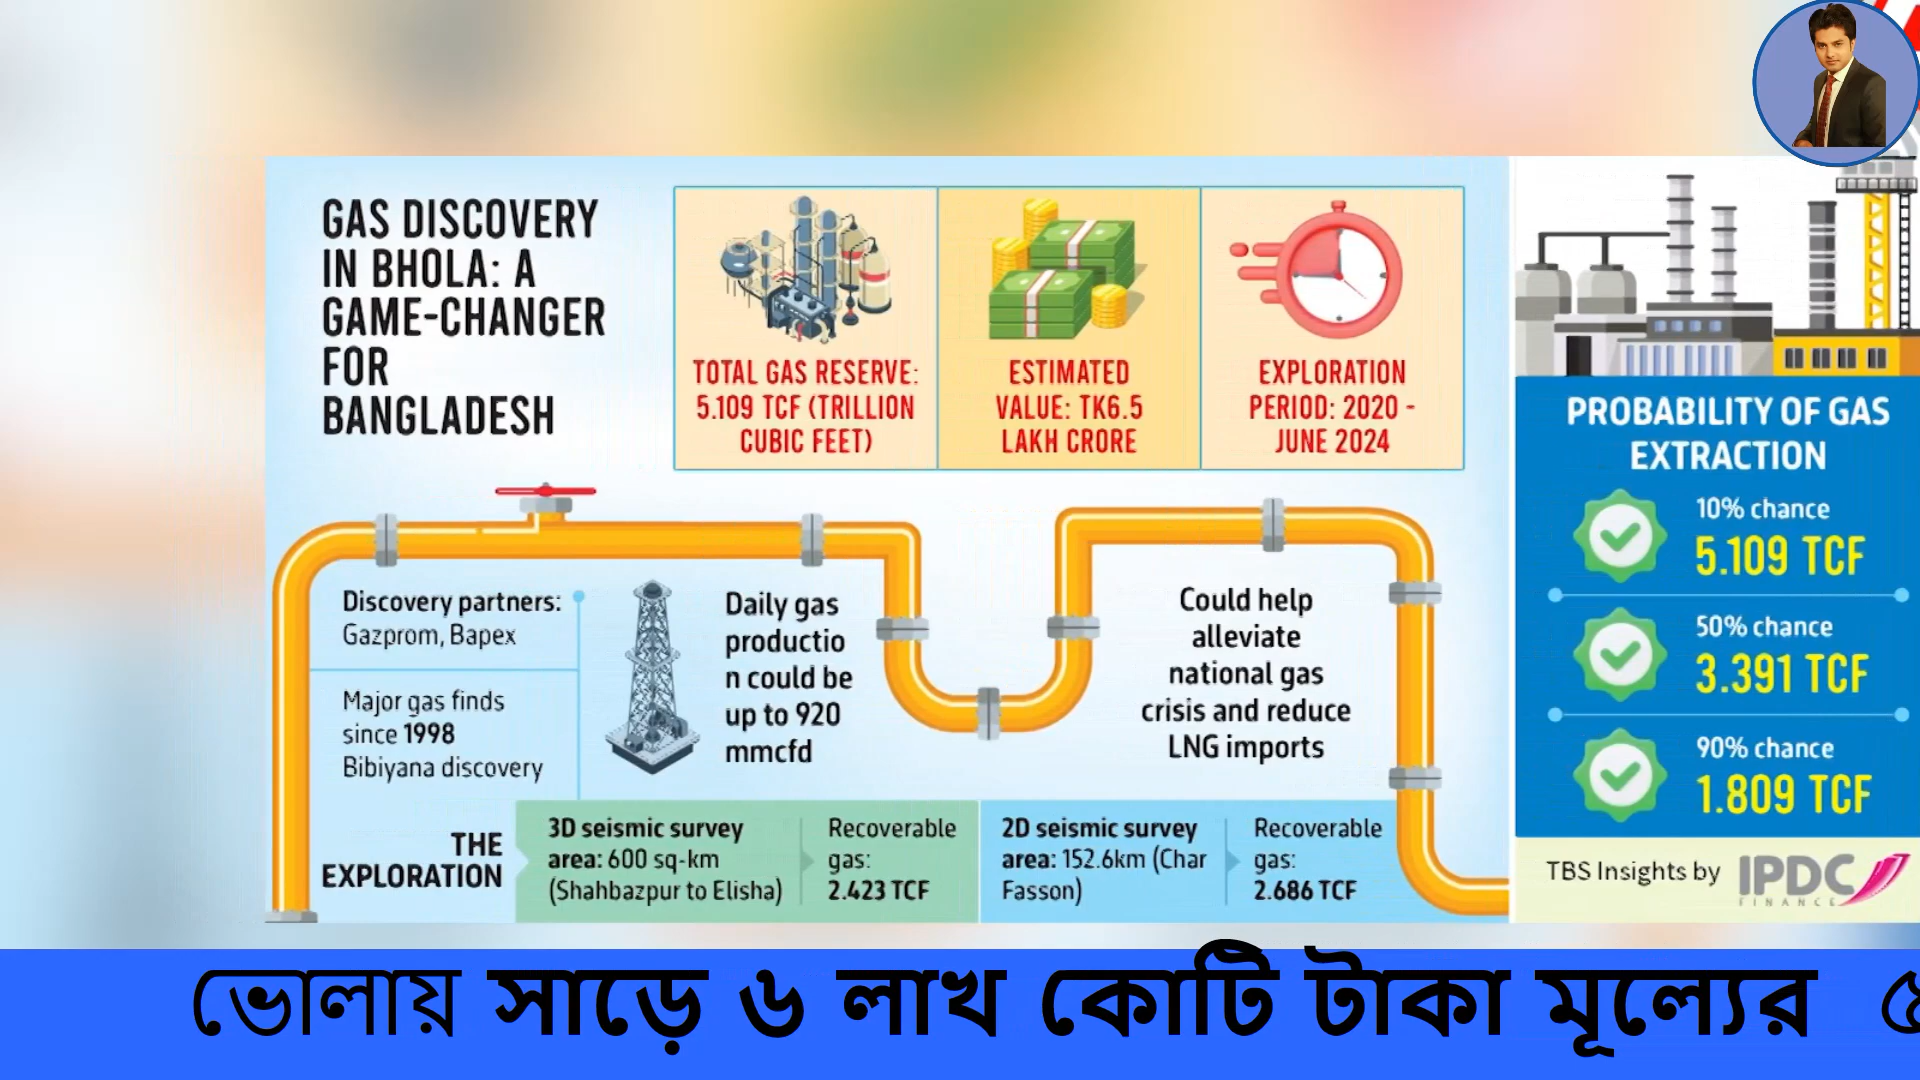 GAS DISCOVERY
IN BHOLA: A
GAME-CHANGER
FOR
BANGLADESH
TOTAL GAS RESERVE:
5.109 TCF (TRILLION
CUBIC FEET)
ESTIMATED
VALUE: TK6.5
LAKH CRORE
EXPLORATION
PERIOD: 2020 -
JUNE 2024
Discovery partners:
Gazprom, Bapex
Major gas finds
since 1998
Bibiyana discovery
Daily gas
productio
n could be
up to 920
mmcfd
Could help
alleviate
national gas
crisis and reduce
LNG imports
THE
EXPLORATION
3D seismic survey
area: 600 sq-km
(Shahbazpur to Elisha)
Recoverable
gas:
2.423 TCF
2D seismic survey
area: 152.6km (Char
Fasson)
Recoverable
gas:
2.686 TCF
PROBABILITY OF GAS
EXTRACTION
10% chance
5.109 TCF
50% chance
3.391 TCF
90% chance
1.809 TCF
TBS Insights by
IPDC
FINANCE
ভোলায় সাড়ে ৬ লাখ কোটি টাকা মূল্যের